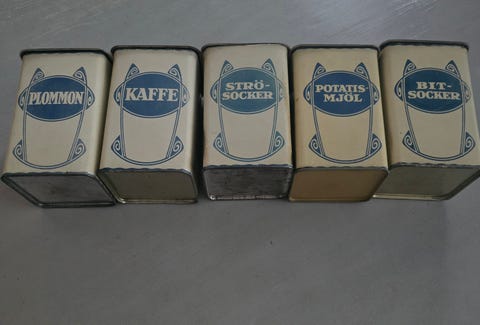 PLOMMON
KAFFE
STRÖ-
SOCKER
POTATIS-
MJÖL
BIT-
SOCKER